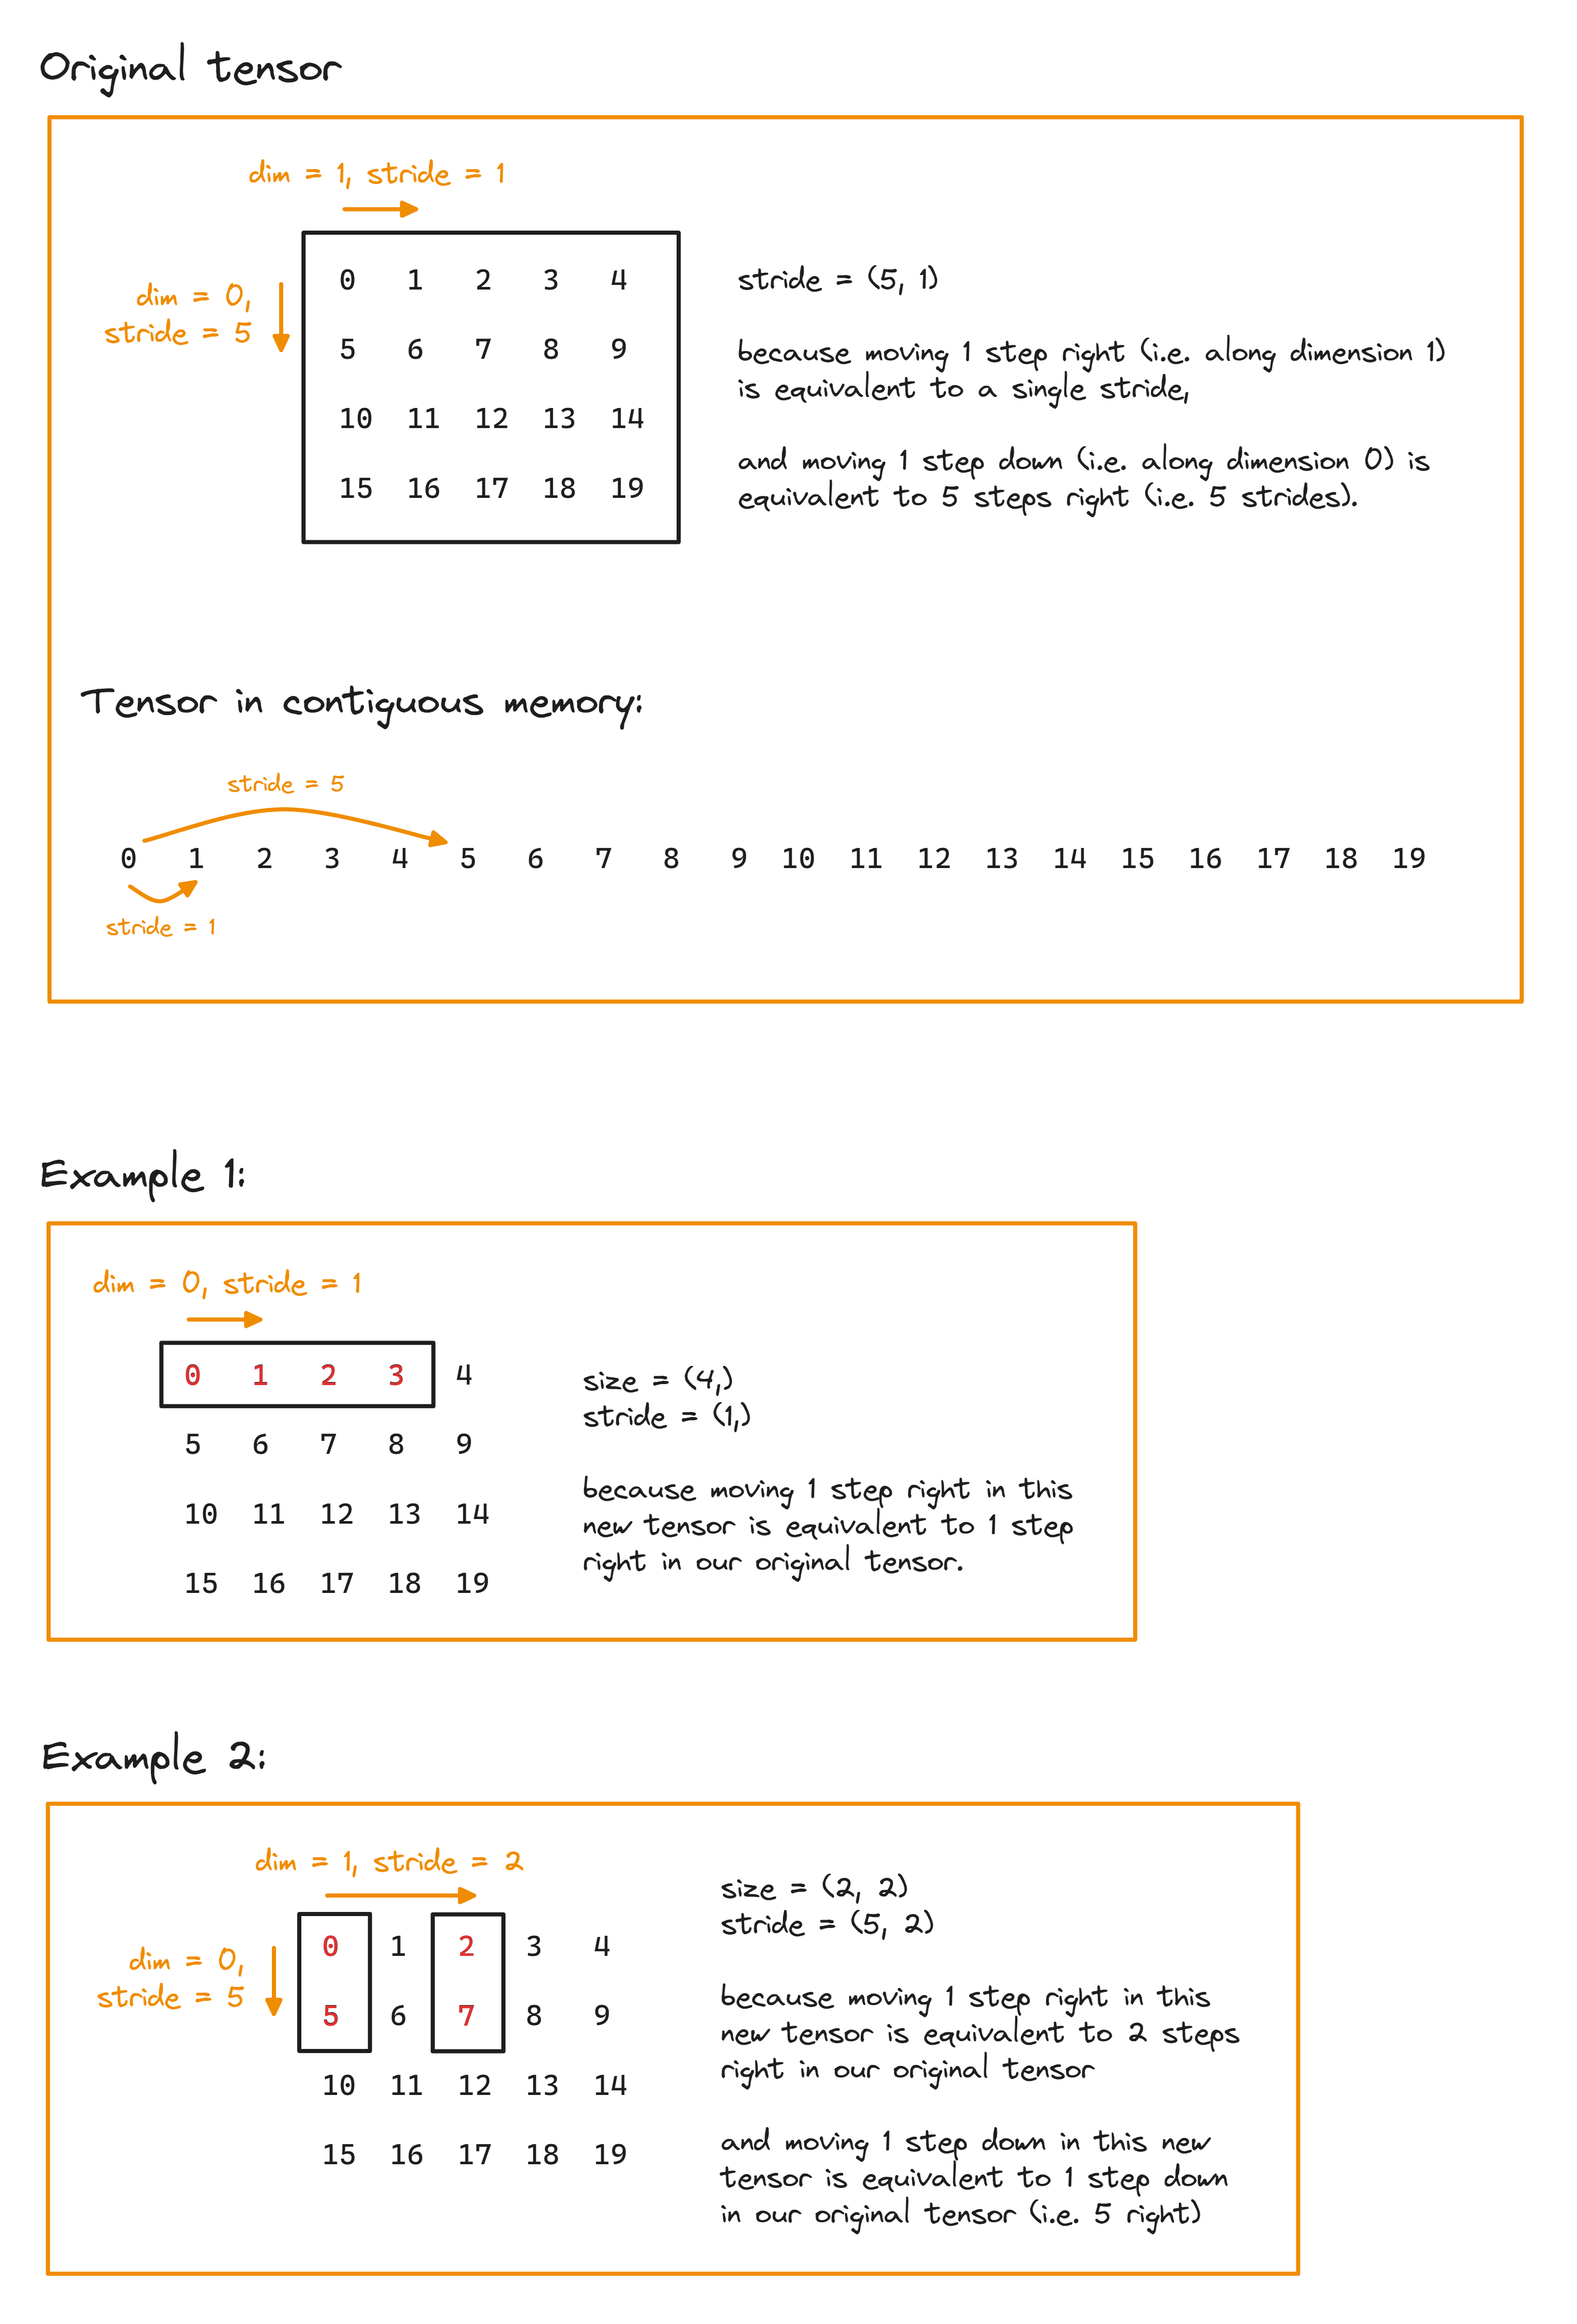 Original tensor
dim = 1, stride = 1
dim = 0,
stride = 5
0 1 2 3 4
5 6 7 8 9
10 11 12 13 14
15 16 17 18 19
stride = (5, 1)
because moving 1 step right (i.e. along dimension 1)
is equivalent to a single stride,
and moving 1 step down (i.e. along dimension 0) is
equivalent to 5 steps right (i.e. 5 strides).
Tensor in contiguous memory:
stride = 5
0 1 2 3 4 5 6 7 8 9 10 11 12 13 14 15 16 17 18 19
stride = 1
Example 1:
dim = 0, stride = 1
0 1 2 3 4
5 6 7 8 9
10 11 12 13 14
15 16 17 18 19
size = (4,)
stride = (1,)
because moving 1 step right in this
new tensor is equivalent to 1 step
right in our original tensor.
Example 2:
dim = 1, stride = 2
dim = 0,
stride = 5
0 1 2 3 4
5 6 7 8 9
10 11 12 13 14
15 16 17 18 19
size = (2, 2)
stride = (5, 2)
because moving 1 step right in this
new tensor is equivalent to 2 steps
right in our original tensor
and moving 1 step down in this new
tensor is equivalent to 1 step down
in our original tensor (i.e. 5 right)